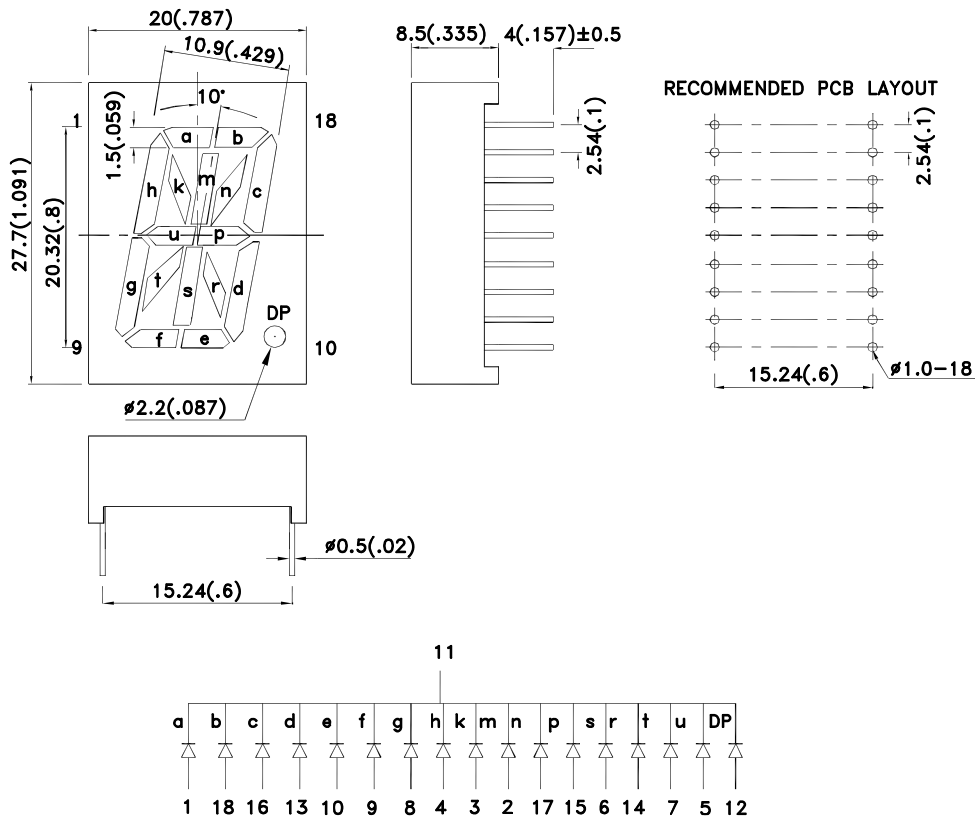 20(.787)
10.9(.429)
10°
1
18
1.5(.059)
a b
h k m n c
u p
g t s r d
f e
DP
9
10
27.7(1.091)
20.32(.8)
ø2.2(.087)
8.5(.335)
4(.157)±0.5
2.54(.1)
RECOMMENDED PCB LAYOUT
2.54(.1)
15.24(.6)
ø1.0-18
ø0.5(.02)
15.24(.6)
11
a b c d e f g h k m n p s r t u DP
1 18 16 13 10 9 8 4 3 2 17 15 6 14 7 5 12